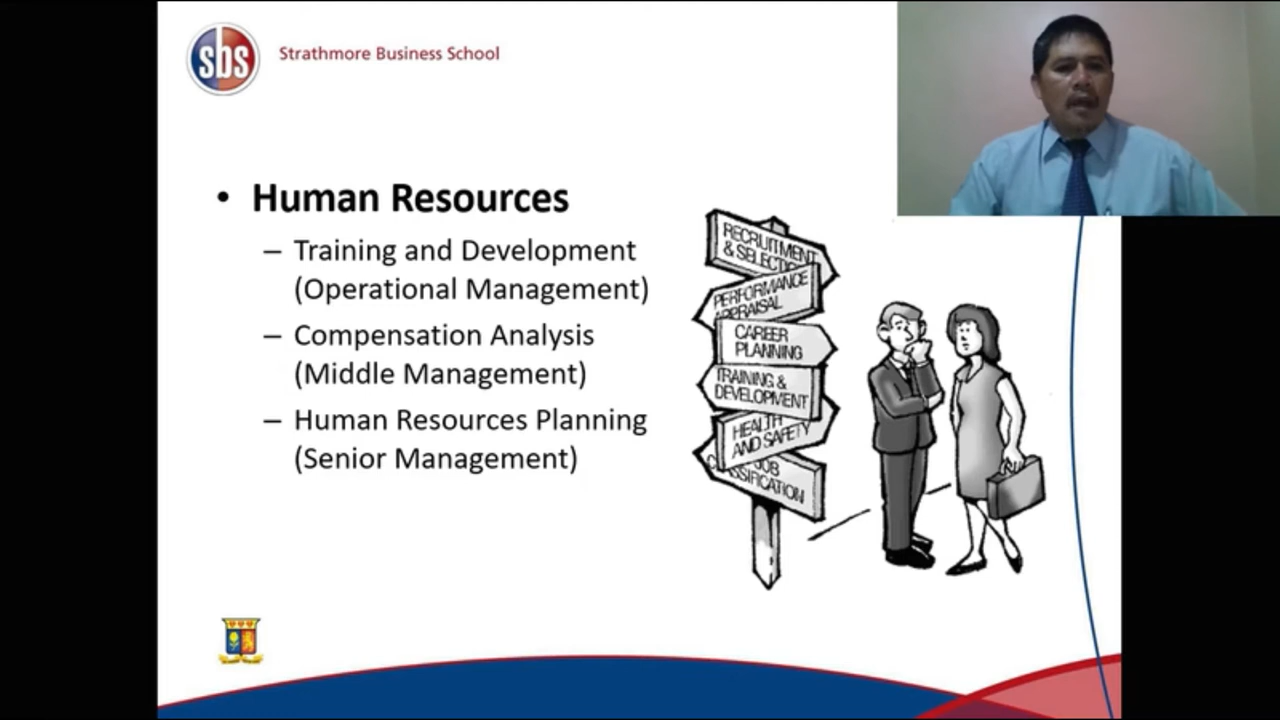 sbs
Strathmore Business School
• Human Resources
– Training and Development
(Operational Management)
– Compensation Analysis
(Middle Management)
– Human Resources Planning
(Senior Management)
RECRUITMENT
& SELECTION
PERFORMANCE
APPRAISAL
CAREER
PLANNING
TRAINING &
DEVELOPMENT
HEALTH
AND SAFETY
JOB
CLASSIFICATION